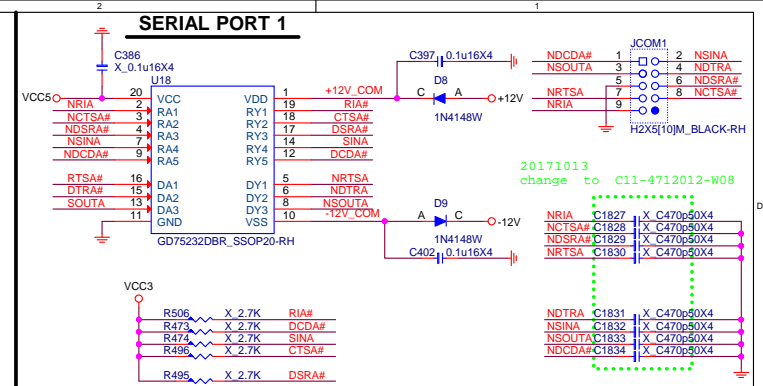 2 1
SERIAL PORT 1
C386
X_0.1u16X4
U18
VCC5
20 VCC VDD 1 +12V_COM
NRIA 2 RA1 RY1 19 RIA#
NCTSA# 3 RA2 RY2 18 CTSA#
NDSRA# 4 RA3 RY3 17 DSRA#
NSINA 7 RA4 RY4 14 SINA
NDCDA# 9 RA5 RY5 12 DCDA#
RTSA# 16 DA1 DY1 5 NRTSA
DTRA# 15 DA2 DY2 6 NDTRA
SOUTA 13 DA3 DY3 8 NSOUTA
11 GND VSS 10 -12V_COM
GD75232DBR_SSOP20-RH
C397 0.1u16X4
D8
C A +12V
1N4148W
D9
A C -12V
1N4148W
C402 0.1u16X4
JCOM1
NDCDA# 1 2 NSINA
NSOUTA 3 4 NDTRA
5 6 NDSRA#
NRTSA 7 8 NCTSA#
NRIA 9
H2X5[10]M_BLACK-RH
20171013
change to C11-4712012-W08
NRIA C1827 X_C470p50X4
NCTSA# C1828 X_C470p50X4
NDSRA# C1829 X_C470p50X4
NRTSA C1830 X_C470p50X4
NDTRA C1831 X_C470p50X4
NSINA C1832 X_C470p50X4
NSOUTA C1833 X_C470p50X4
NDCDA# C1834 X_C470p50X4
VCC3
R506 X_2.7K RIA#
R473 X_2.7K DCDA#
R474 X_2.7K SINA
R496 X_2.7K CTSA#
R495 X_2.7K DSRA#
D